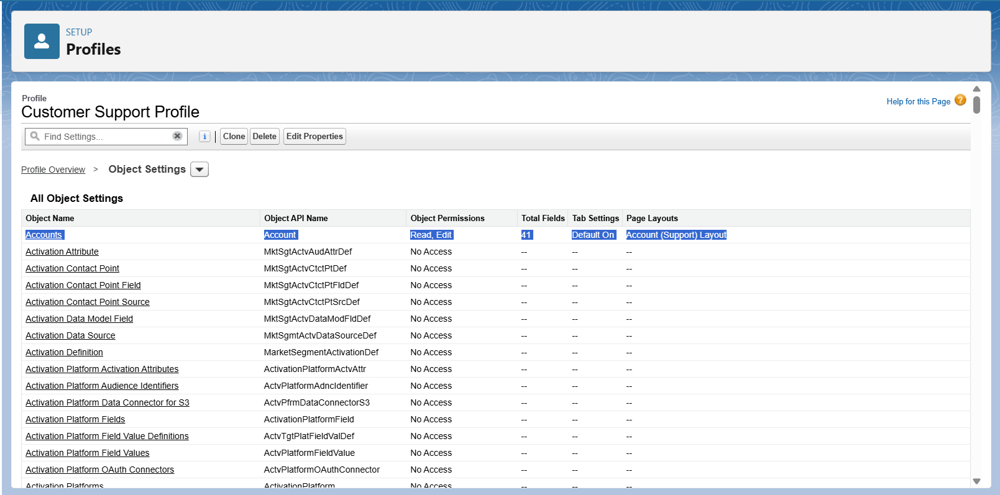 SETUP
Profiles
Profile
Customer Support Profile
Help for this Page ?
Find Settings...
i
Clone Delete Edit Properties
Profile Overview > Object Settings
All Object Settings
Object Name Object API Name Object Permissions Total Fields Tab Settings Page Layouts
Accounts Account Read, Edit 41 Default On Account (Support) Layout
Activation Attribute MktSgtActvAudAttrDef No Access -- -- --
Activation Contact Point MktSgtActvCtctPtDef No Access -- -- --
Activation Contact Point Field MktSgtActvCtctPtFldDef No Access -- -- --
Activation Contact Point Source MktSgtActvCtctPtSrcDef No Access -- -- --
Activation Data Model Field MktSgtActvDataModFldDef No Access -- -- --
Activation Data Source MktSgmtActvDataSourceDef No Access -- -- --
Activation Definition MarketSegmentActivationDef No Access -- -- --
Activation Platform Activation Attributes ActivationPlatformActvAttr No Access -- -- --
Activation Platform Audience Identifiers ActvPlatformAdncIdentifier No Access -- -- --
Activation Platform Data Connector for S3 ActvPfrmDataConnectorS3 No Access -- -- --
Activation Platform Fields ActivationPlatformField No Access -- -- --
Activation Platform Field Value Definitions ActvTgtPlatFieldValDef No Access -- -- --
Activation Platform Field Values ActvPlatformFieldValue No Access -- -- --
Activation Platform OAuth Connectors ActvPlatformOAuthConnector No Access -- -- --
Activation Platforms ActivationPlatform No Access -- -- --